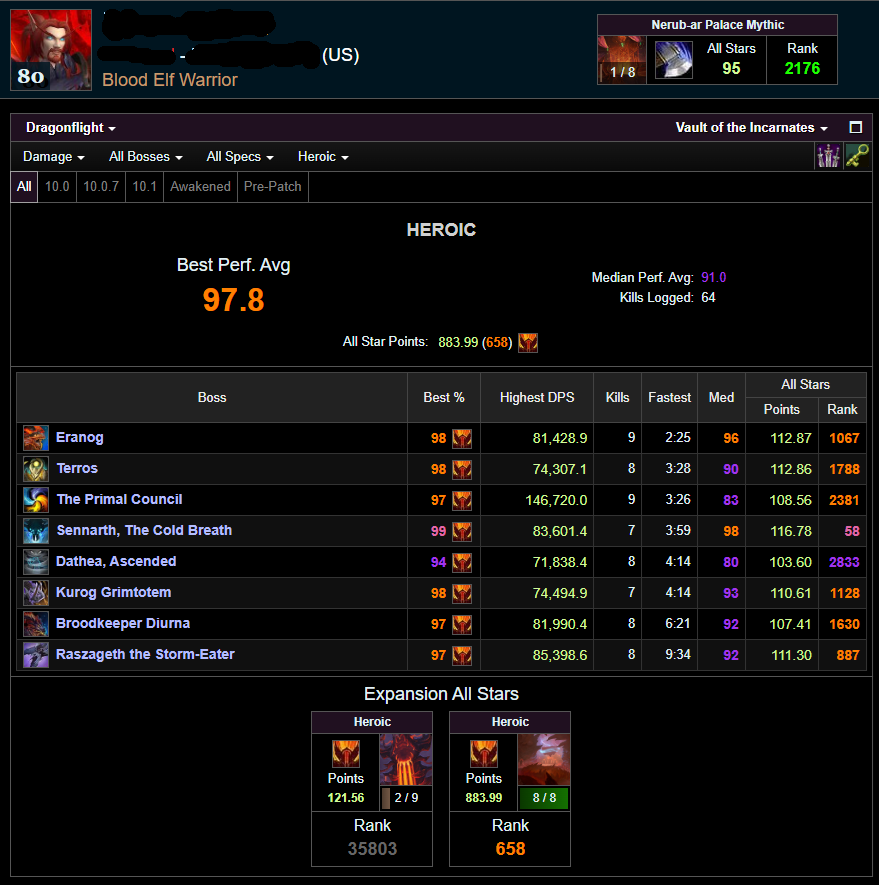 - (US)
80
Blood Elf Warrior
Nerub-ar Palace Mythic
1 / 8
All Stars
95
Rank
2176
Dragonflight
Vault of the Incarnates
Damage All Bosses All Specs Heroic
All 10.0 10.0.7 10.1 Awakened Pre-Patch
HEROIC
Best Perf. Avg
97.8
Median Perf. Avg: 91.0
Kills Logged: 64
All Star Points: 883.99 (658)
Boss Best % Highest DPS Kills Fastest Med All Stars
Points Rank
Eranog 98 81,428.9 9 2:25 96 112.87 1067
Terros 98 74,307.1 8 3:28 90 112.86 1788
The Primal Council 97 146,720.0 9 3:26 83 108.56 2381
Sennarth, The Cold Breath 99 83,601.4 7 3:59 98 116.78 58
Dathea, Ascended 94 71,838.4 8 4:14 80 103.60 2833
Kurog Grimtotem 98 74,494.9 7 4:14 93 110.61 1128
Broodkeeper Diurna 97 81,990.4 8 6:21 92 107.41 1630
Raszageth the Storm-Eater 97 85,398.6 8 9:34 92 111.30 887
Expansion All Stars
Heroic
Points
121.56
2 / 9
Rank
35803
Heroic
Points
883.99
8 / 8
Rank
658